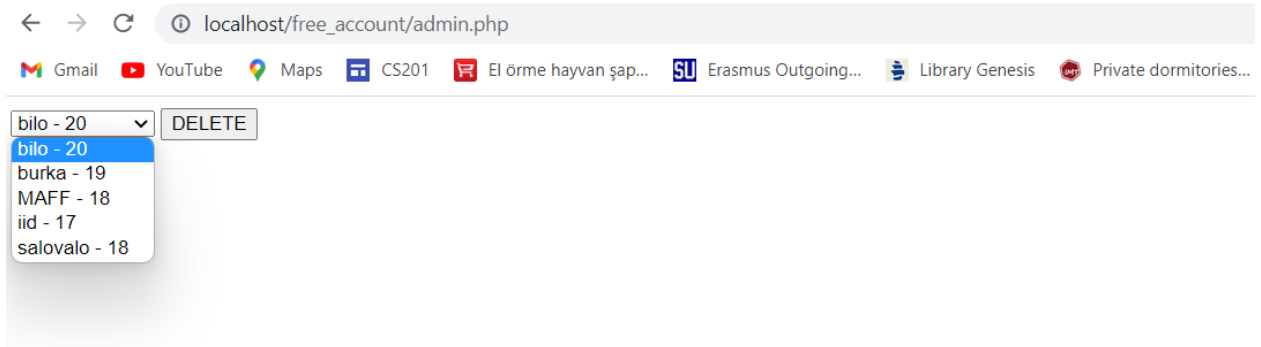 localhost/free_account/admin.php
Gmail YouTube Maps CS201 El örme hayvan şap... SU Erasmus Outgoing... Library Genesis Private dormitories...
bilo - 20 DELETE
bilo - 20
burka - 19
MAFF - 18
iid - 17
salovalo - 18